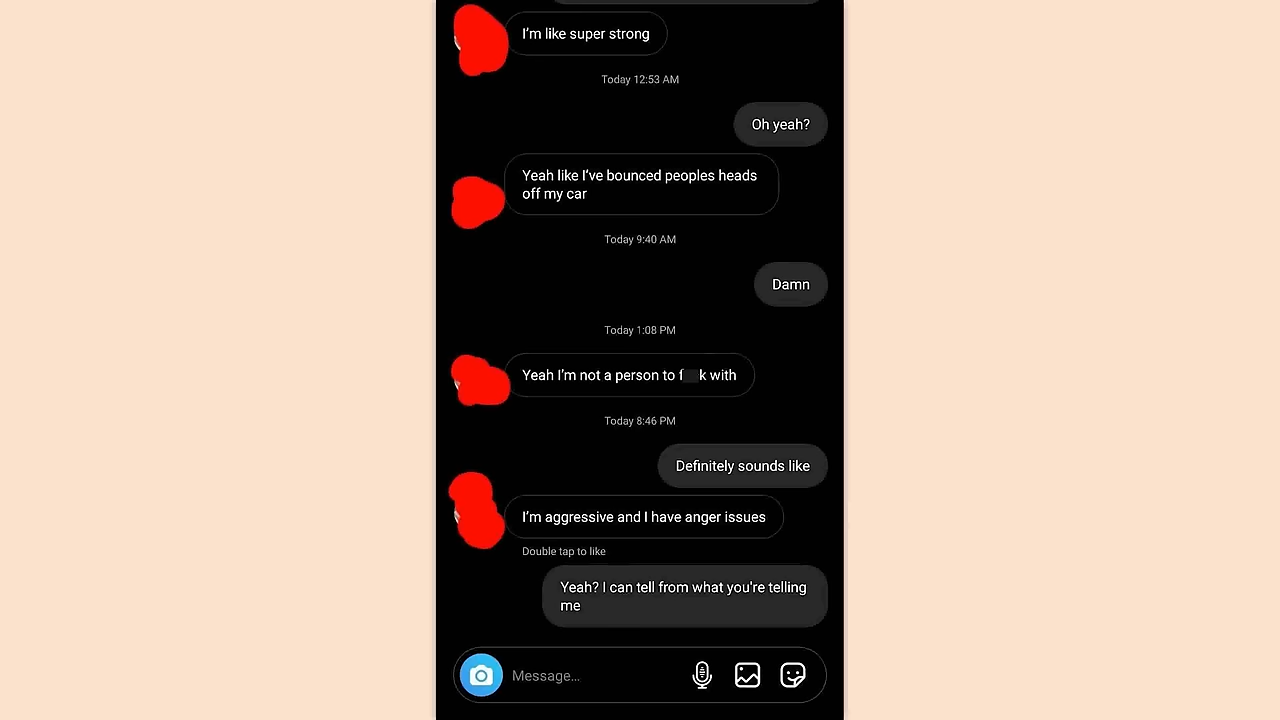 I'm like super strong
Today 12:53 AM
Oh yeah?
Yeah like I've bounced peoples heads
off my car
Today 9:40 AM
Damn
Today 1:08 PM
Yeah I'm not a person to f k with
Today 8:46 PM
Definitely sounds like
I'm aggressive and I have anger issues
Double tap to like
Yeah? I can tell from what you're telling
me
Message...